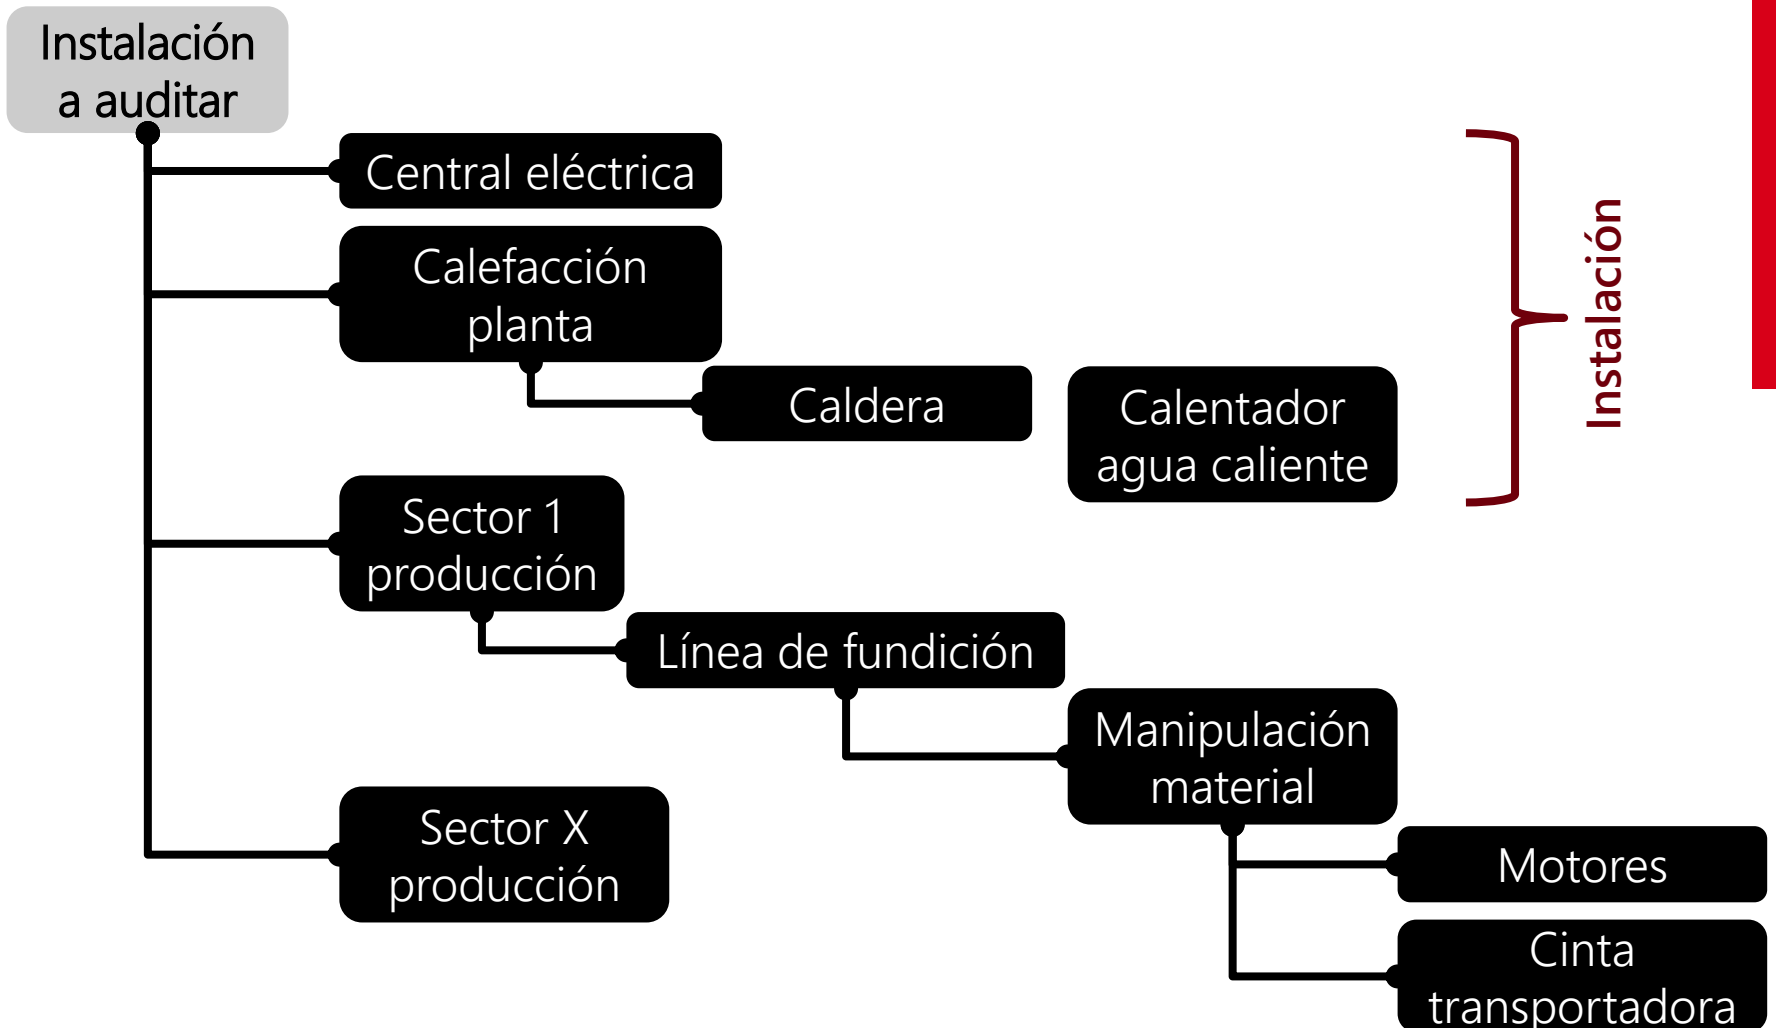 Instalación
a auditar
Central eléctrica
Calefacción
planta
Caldera
Calentador
agua caliente
Instalación
Sector 1
producción
Línea de fundición
Manipulación
material
Sector X
producción
Motores
Cinta
transportadora